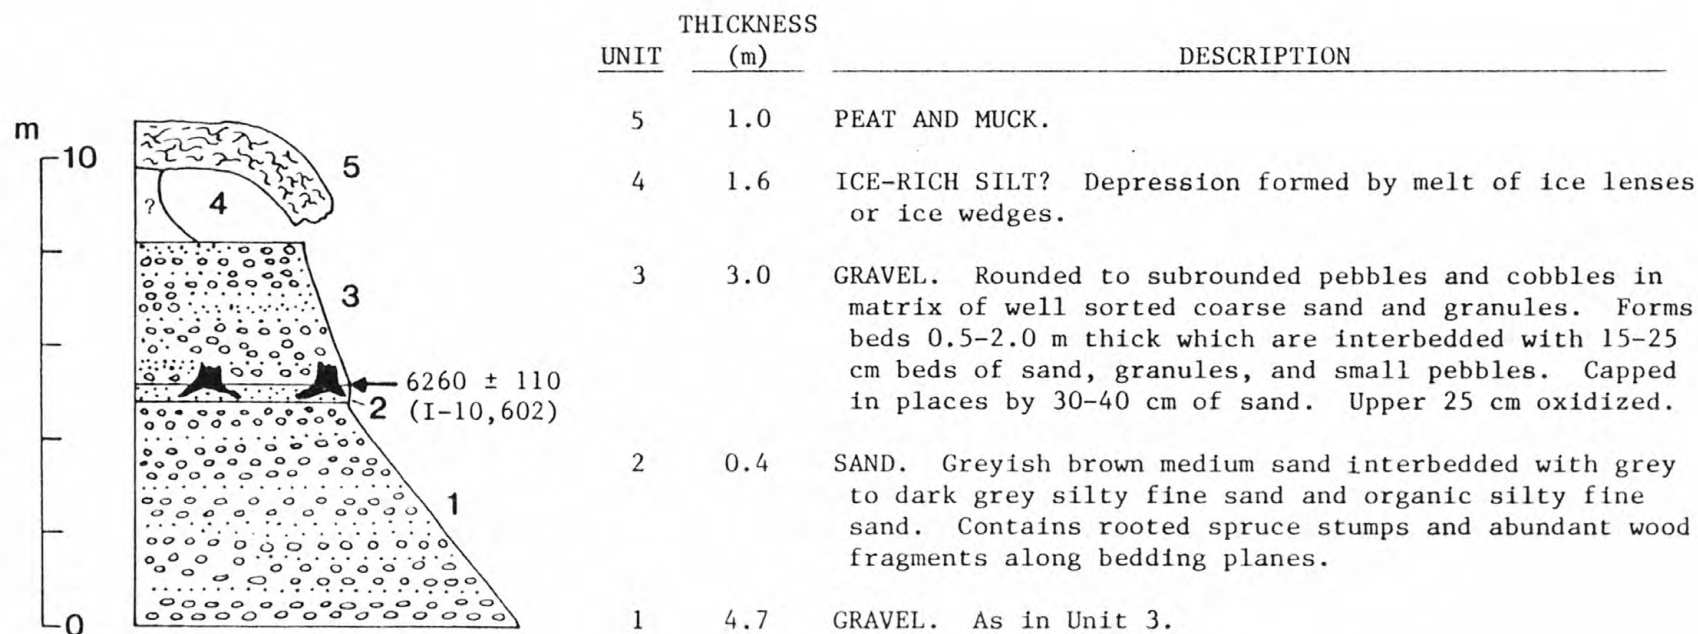 THICKNESS
UNIT (m) DESCRIPTION
5 1.0 PEAT AND MUCK.
4 1.6 ICE-RICH SILT? Depression formed by melt of ice lenses
or ice wedges.
3 3.0 GRAVEL. Rounded to subrounded pebbles and cobbles in
matrix of well sorted coarse sand and granules. Forms
beds 0.5-2.0 m thick which are interbedded with 15-25
cm beds of sand, granules, and small pebbles. Capped
in places by 30-40 cm of sand. Upper 25 cm oxidized.
2 0.4 SAND. Greyish brown medium sand interbedded with grey
to dark grey silty fine sand and organic silty fine
sand. Contains rooted spruce stumps and abundant wood
fragments along bedding planes.
1 4.7 GRAVEL. As in Unit 3.
m
10
5
? 4
3
6260 ± 110
2 (I-10,602)
1
0